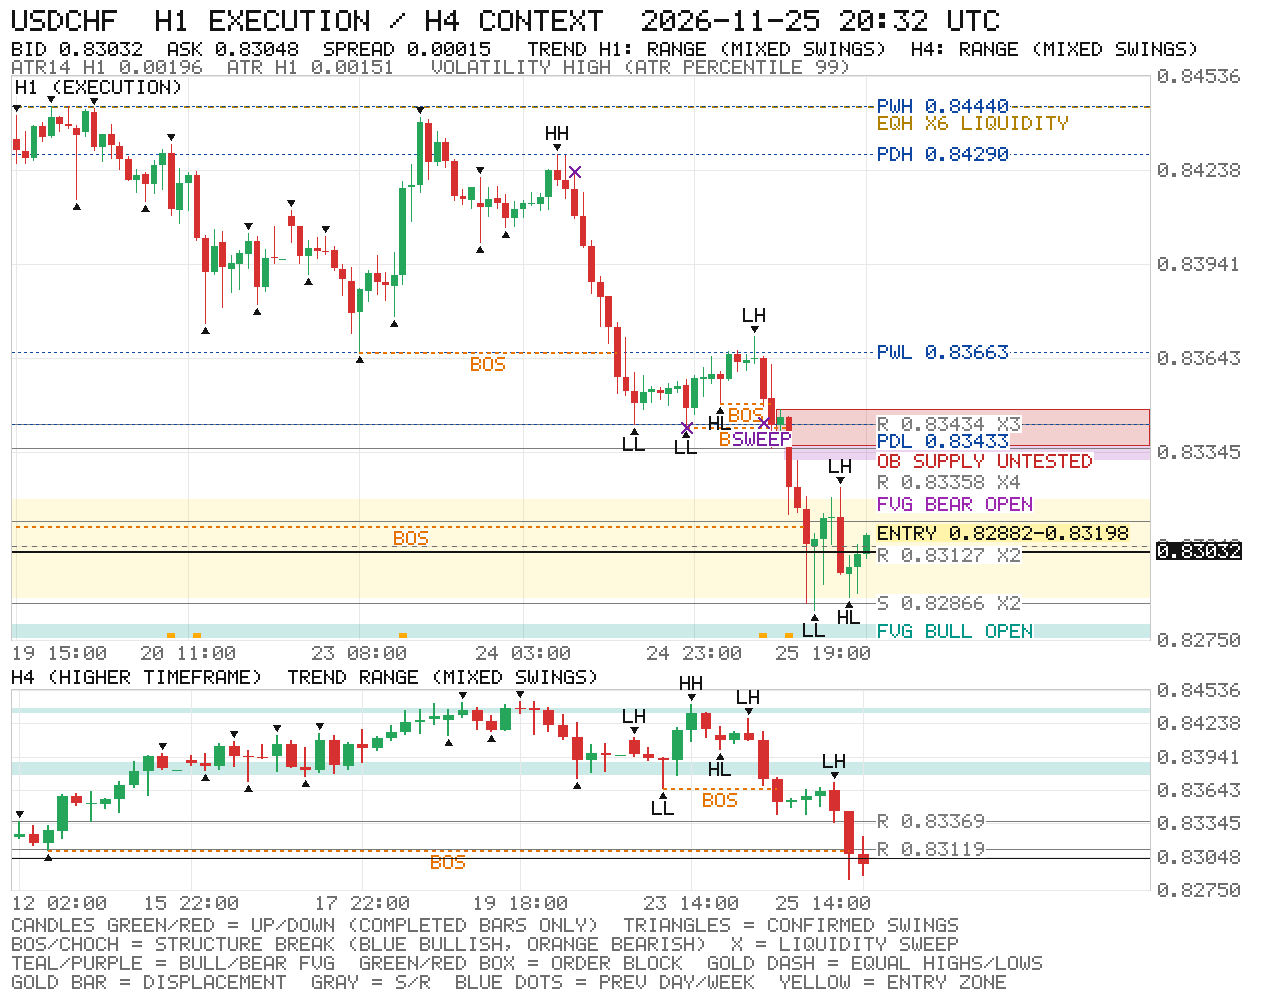 USDCHF  H1 EXECUTION / H4 CONTEXT  2026-11-25 20:32 UTC
BID 0.83032  ASK 0.83048  SPREAD 0.00015   TREND H1: RANGE (MIXED SWINGS)  H4: RANGE (MIXED SWINGS)
ATR14 H1 0.00196  ATR H1 0.00151   VOLATILITY HIGH (ATR PERCENTILE 99)
0.84536
H1 (EXECUTION)
PWH 0.84440
EQH X6 LIQUIDITY
HH
PDH 0.84290
0.84238
0.83941
LH
PWL 0.83663
0.83643
BOS
BOS
HL
R 0.83434 X3
PDL 0.83433
LL
LL
SWEEP
0.83345
OB SUPPLY UNTESTED
LH
R 0.83358 X4
FVG BEAR OPEN
BOS
ENTRY 0.82882-0.83198
0.83032
R 0.83127 X2
S 0.82866 X2
HL
LL
FVG BULL OPEN
0.82750
19 15:00
20 11:00
23 08:00
24 03:00
24 23:00
25 19:00
H4 (HIGHER TIMEFRAME)  TREND RANGE (MIXED SWINGS)
HH
0.84536
LH
LH
0.84238
HL
0.83941
LH
0.83643
BOS
LL
R 0.83369
0.83345
R 0.83119
BOS
0.83048
0.82750
12 02:00
15 22:00
17 22:00
19 18:00
23 14:00
25 14:00
CANDLES GREEN/RED = UP/DOWN (COMPLETED BARS ONLY)  TRIANGLES = CONFIRMED SWINGS
BOS/CHOCH = STRUCTURE BREAK (BLUE BULLISH, ORANGE BEARISH)  X = LIQUIDITY SWEEP
TEAL/PURPLE = BULL/BEAR FVG  GREEN/RED BOX = ORDER BLOCK  GOLD DASH = EQUAL HIGHS/LOWS
GOLD BAR = DISPLACEMENT  GRAY = S/R  BLUE DOTS = PREV DAY/WEEK  YELLOW = ENTRY ZONE